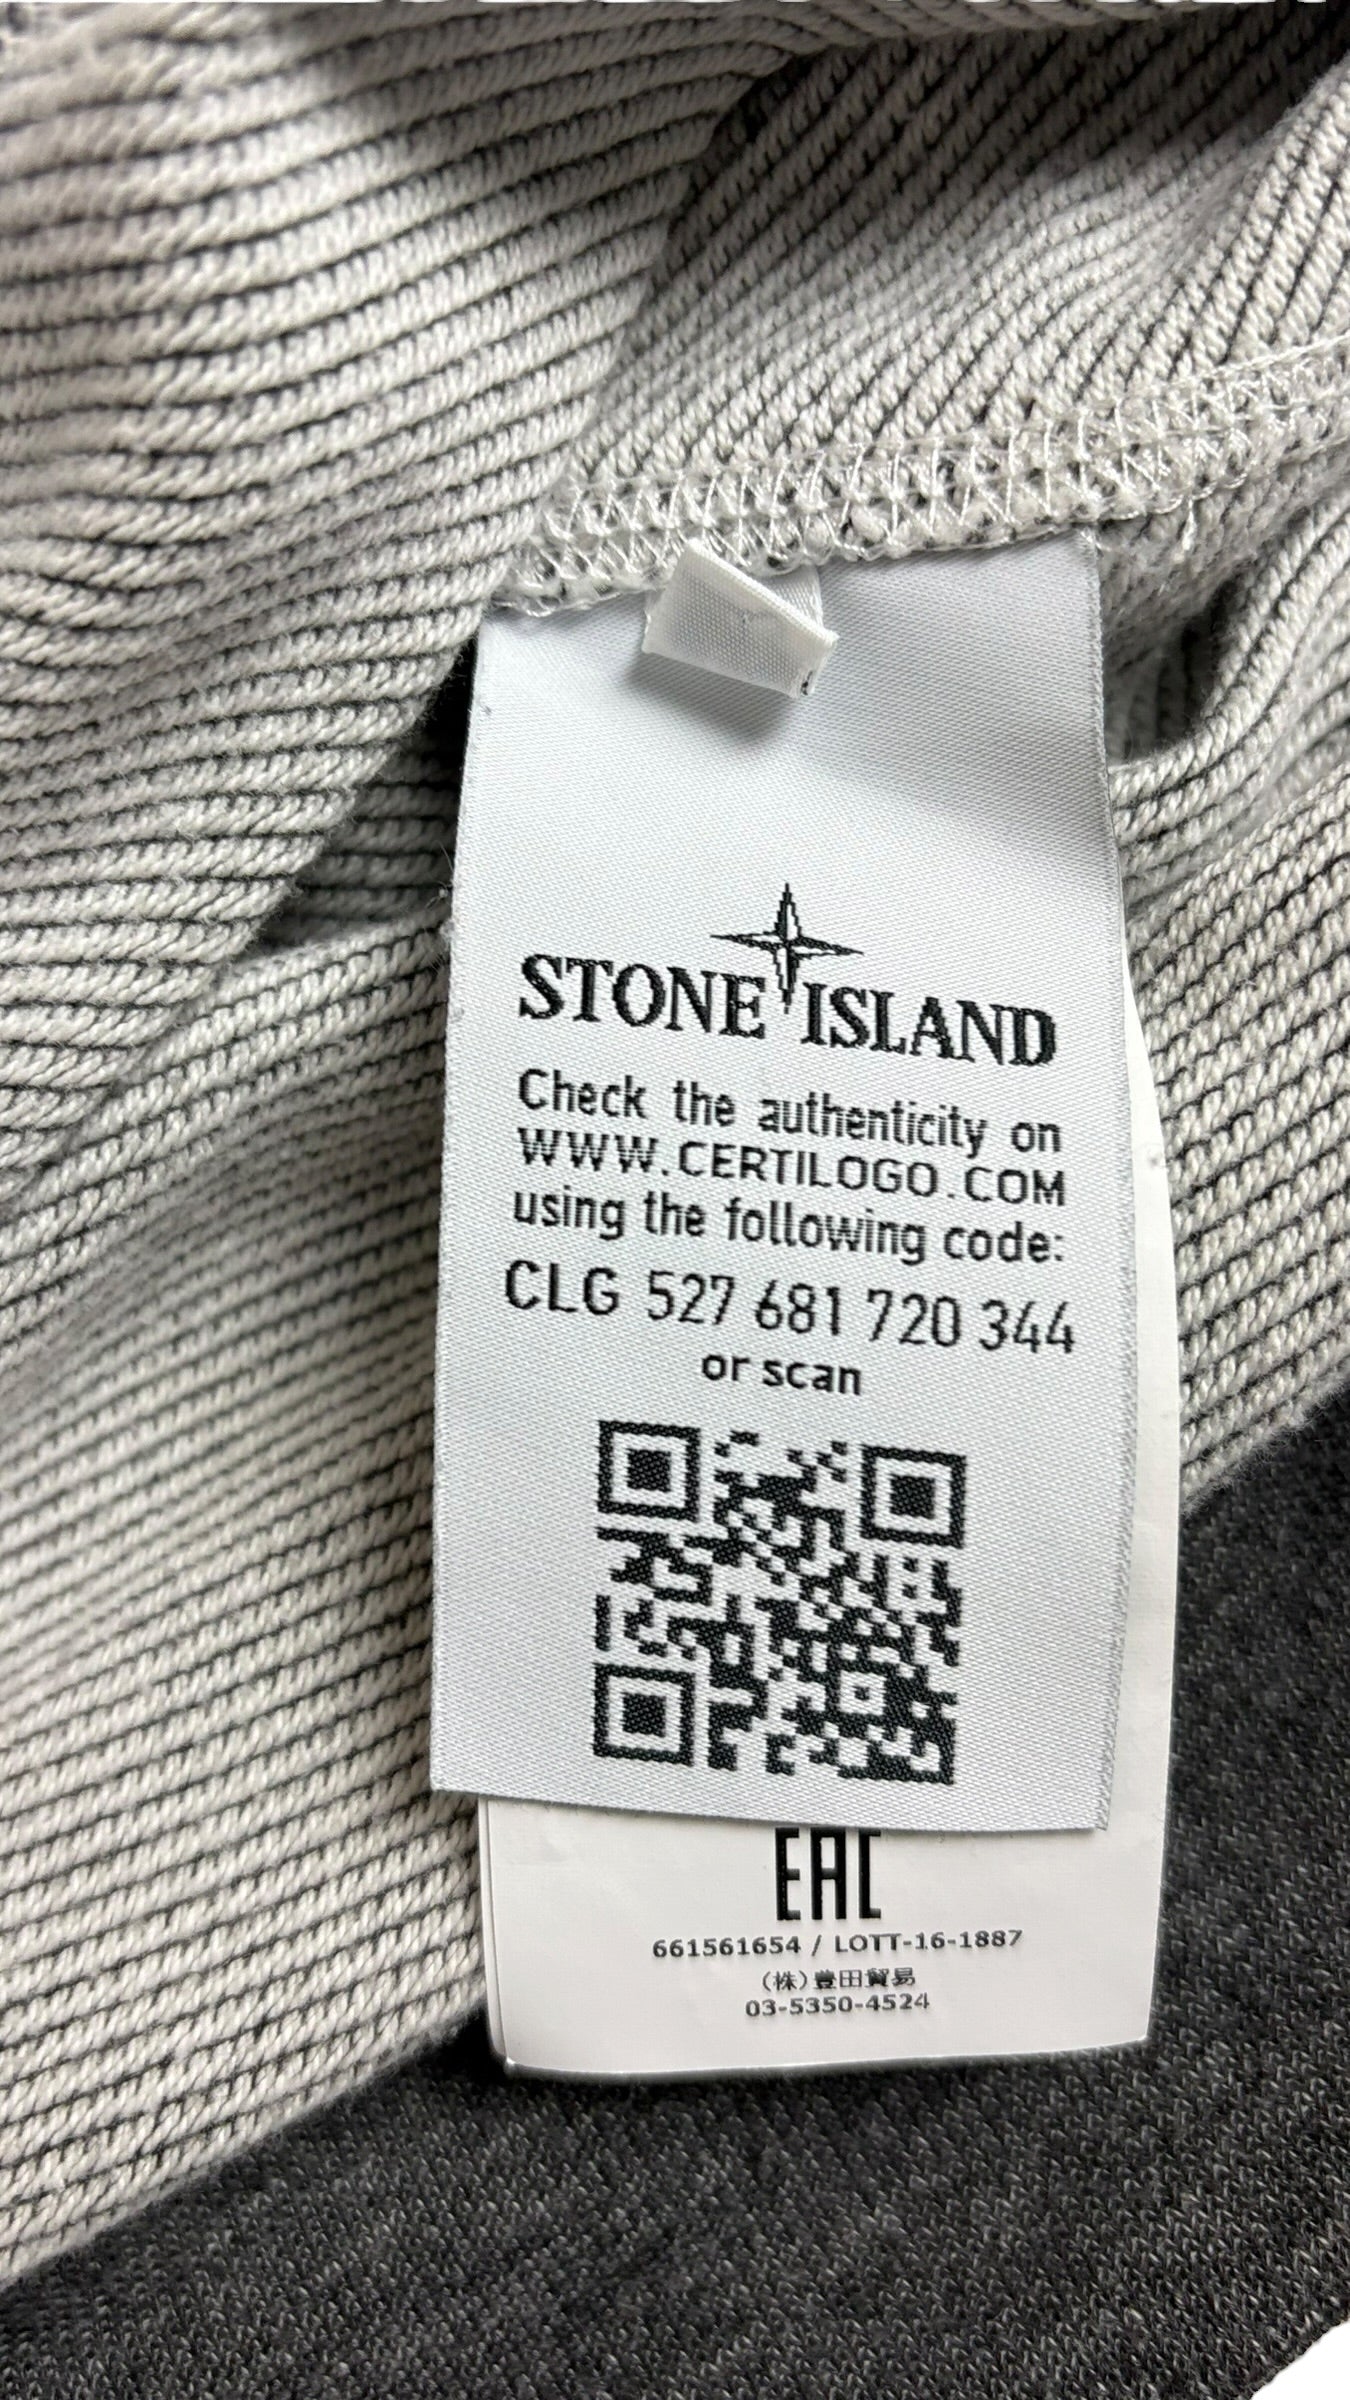 STONE ISLAND
Check the authenticity on
WWW.CERTILOGO.COM
using the following code:
CLG 527 681 720 344
or scan
EAC
661561654 / LOTT-16-1887
(株)豊田貿易
03-5350-4524